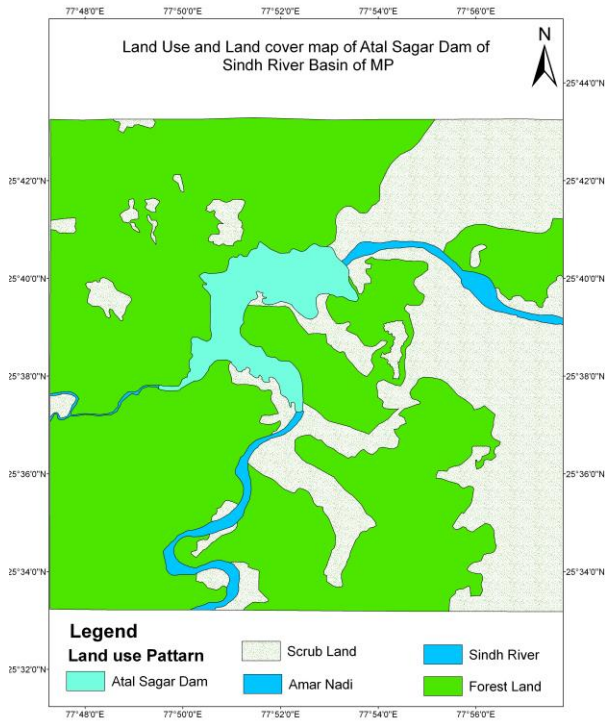 77°48'0"E 77°50'0"E 77°52'0"E 77°54'0"E 77°56'0"E
Land Use and Land cover map of Atal Sagar Dam of
Sindh River Basin of MP
N
25°44'0"N
25°42'0"N 25°42'0"N
25°40'0"N 25°40'0"N
25°38'0"N 25°38'0"N
25°36'0"N 25°36'0"N
25°34'0"N 25°34'0"N
25°32'0"N 25°32'0"N
Legend
Land use Pattarn
Scrub Land
Sindh River
Atal Sagar Dam
Amar Nadi
Forest Land
77°48'0"E 77°50'0"E 77°52'0"E 77°54'0"E 77°56'0"E